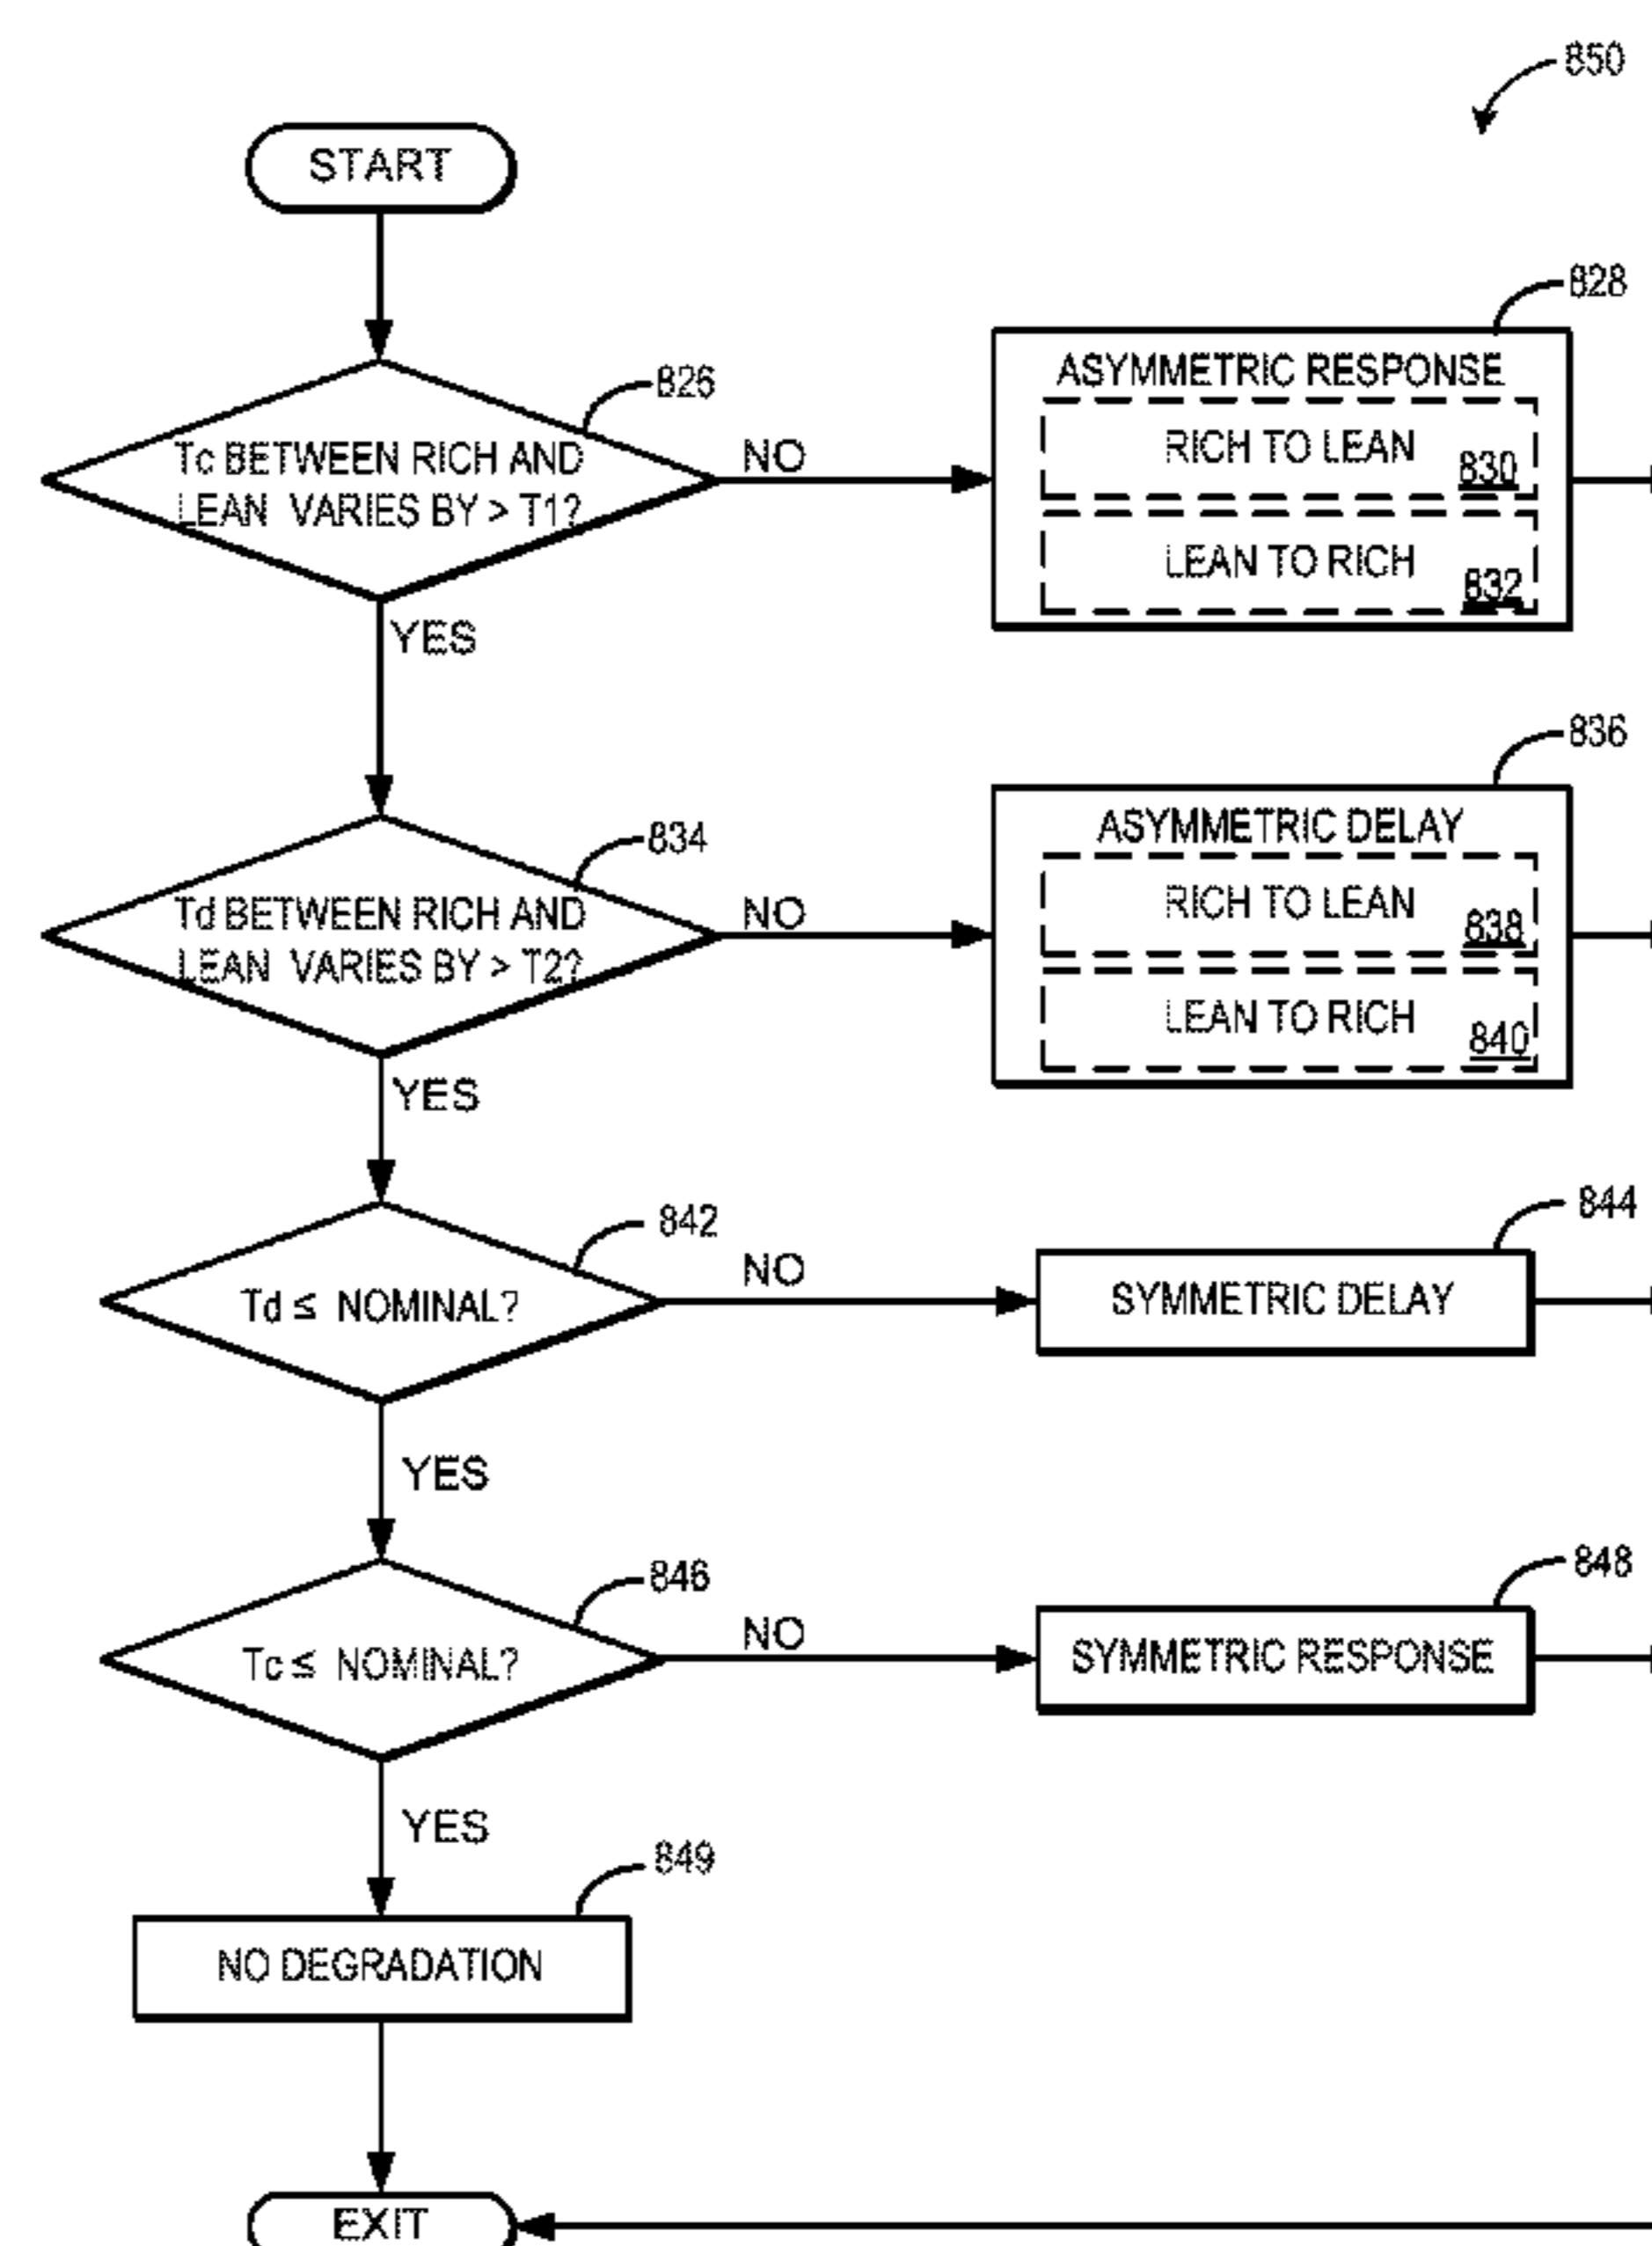 850
START
828
826
ASYMMETRIC RESPONSE
Tc BETWEEN RICH AND
LEAN VARIES BY > T1?
NO
RICH TO LEAN
830
LEAN TO RICH
832
YES
836
834
ASYMMETRIC DELAY
Td BETWEEN RICH AND
LEAN VARIES BY > T2?
NO
RICH TO LEAN
838
LEAN TO RICH
840
YES
844
842
Td ≤ NOMINAL?
NO
SYMMETRIC DELAY
YES
848
846
Tc ≤ NOMINAL?
NO
SYMMETRIC RESPONSE
YES
849
NO DEGRADATION
EXIT